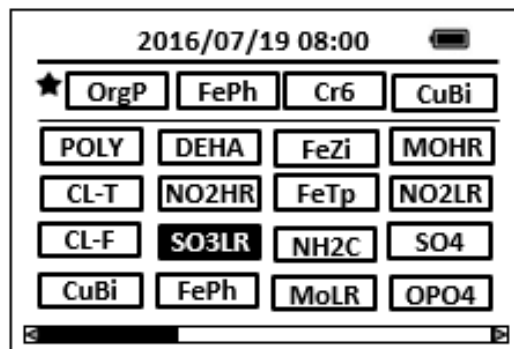 2016/07/19 08:00
OrgP FePh Cr6 CuBi
POLY DEHA FeZi MOHR
CL-T NO2HR FeTp NO2LR
CL-F SO3LR NH2C SO4
CuBi FePh MoLR OPO4